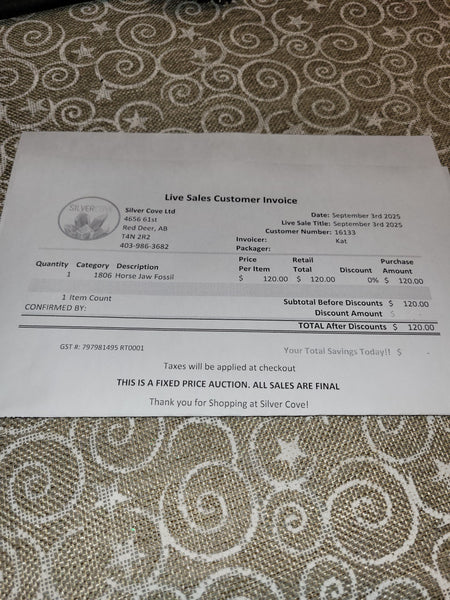 Live Sales Customer Invoice
SILVERCOVE
Silver Cove Ltd
4656 61st
Red Deer, AB
T4N 2R2
403-986-3682
Date: September 3rd 2025
Live Sale Title: September 3rd 2025
Customer Number: 16133
Invoicer: Kat
Packager:
Quantity Category Description Price Per Item Retail Total Discount Purchase Amount
1 1806 Horse Jaw Fossil $ 120.00 $ 120.00 0% $ 120.00
1 Item Count
Subtotal Before Discounts $ 120.00
CONFIRMED BY:
Discount Amount $
TOTAL After Discounts $ 120.00
GST #: 797981495 RT0001
Your Total Savings Today!! $
Taxes will be applied at checkout
THIS IS A FIXED PRICE AUCTION. ALL SALES ARE FINAL
Thank you for Shopping at Silver Cove!